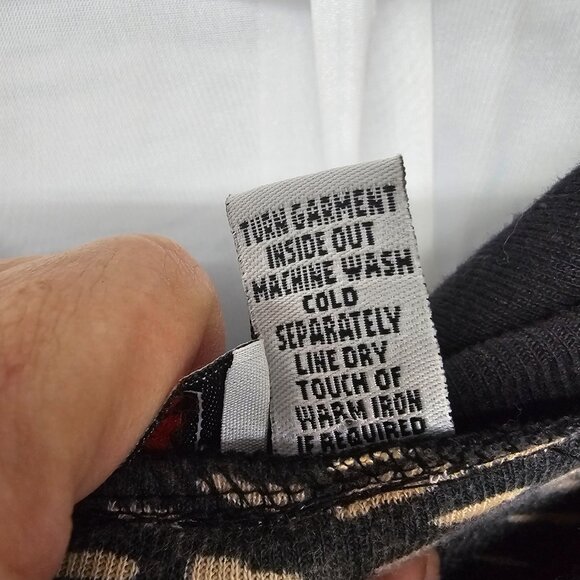 TURN GARMENT
INSIDE OUT
MACHINE WASH
COLD
SEPARATELY
LINE DRY
TOUCH OF
WARM IRON
IF REQUIRED